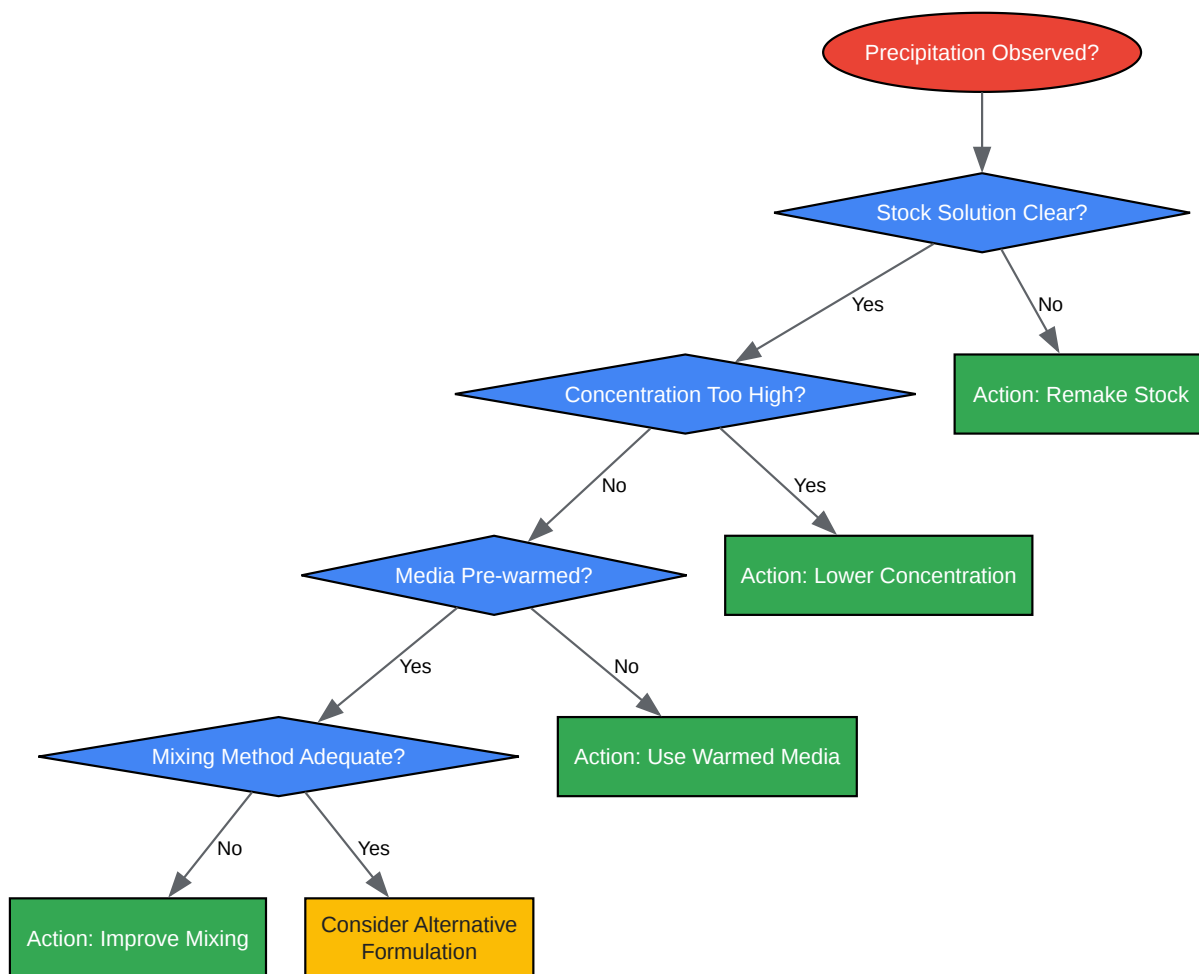 Precipitation Observed?
Stock Solution Clear?
Yes
No
Concentration Too High?
Action: Remake Stock
No
Yes
Media Pre-warmed?
Action: Lower Concentration
Yes
No
Mixing Method Adequate?
Action: Use Warmed Media
No
Yes
Action: Improve Mixing
Consider Alternative
Formulation